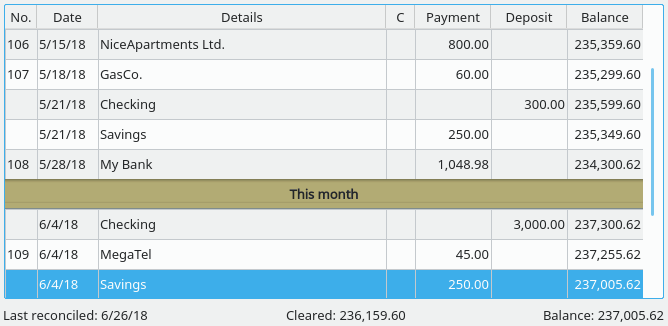 No. Date Details C Payment Deposit Balance
106 5/15/18 NiceApartments Ltd. 800.00 235,359.60
107 5/18/18 GasCo. 60.00 235,299.60
5/21/18 Checking 300.00 235,599.60
5/21/18 Savings 250.00 235,349.60
108 5/28/18 My Bank 1,048.98 234,300.62
This month
6/4/18 Checking 3,000.00 237,300.62
109 6/4/18 MegaTel 45.00 237,255.62
6/4/18 Savings 250.00 237,005.62
Last reconciled: 6/26/18 Cleared: 236,159.60 Balance: 237,005.62